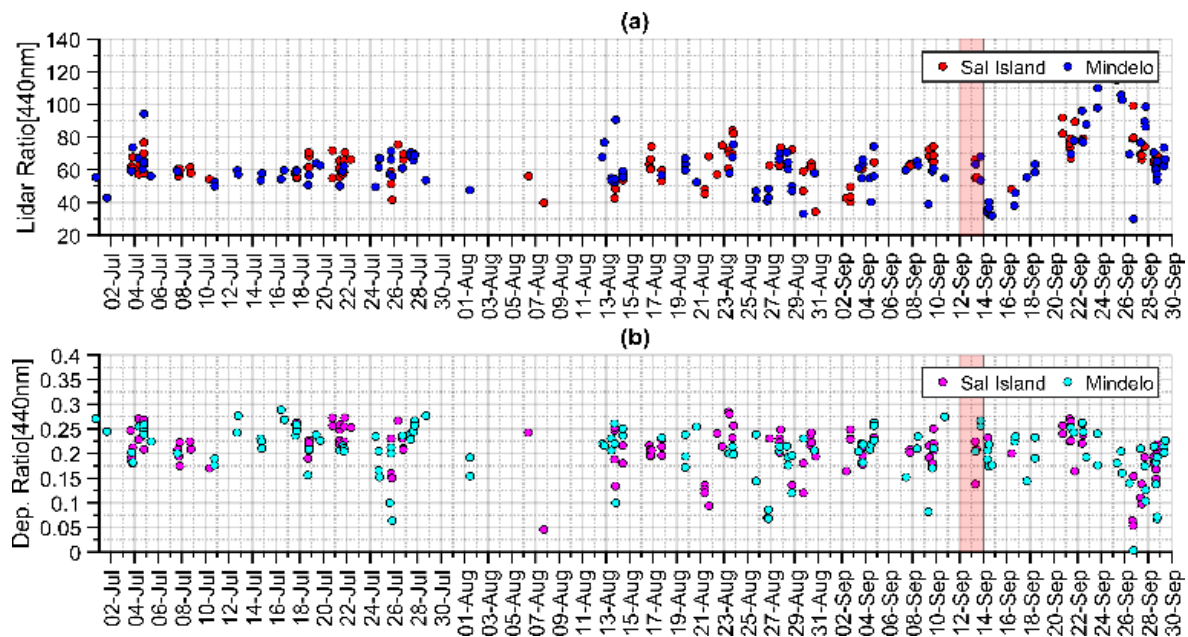 (a)
Lidar Ratio[440nm]
140
120
100
80
60
40
20
Sal Island Mindelo
02-Jul 04-Jul 06-Jul 08-Jul 10-Jul 12-Jul 14-Jul 16-Jul 18-Jul 20-Jul 22-Jul 24-Jul 26-Jul 28-Jul 30-Jul 01-Aug 03-Aug 05-Aug 07-Aug 09-Aug 11-Aug 13-Aug 15-Aug 17-Aug 19-Aug 21-Aug 23-Aug 25-Aug 27-Aug 29-Aug 31-Aug 02-Sep 04-Sep 06-Sep 08-Sep 10-Sep 12-Sep 14-Sep 16-Sep 18-Sep 20-Sep 22-Sep 24-Sep 26-Sep 28-Sep 30-Sep
(b)
Dep. Ratio[440nm]
0.4
0.35
0.3
0.25
0.2
0.15
0.1
0.05
0
Sal Island Mindelo
02-Jul 04-Jul 06-Jul 08-Jul 10-Jul 12-Jul 14-Jul 16-Jul 18-Jul 20-Jul 22-Jul 24-Jul 26-Jul 28-Jul 30-Jul 01-Aug 03-Aug 05-Aug 07-Aug 09-Aug 11-Aug 13-Aug 15-Aug 17-Aug 19-Aug 21-Aug 23-Aug 25-Aug 27-Aug 29-Aug 31-Aug 02-Sep 04-Sep 06-Sep 08-Sep 10-Sep 12-Sep 14-Sep 16-Sep 18-Sep 20-Sep 22-Sep 24-Sep 26-Sep 28-Sep 30-Sep